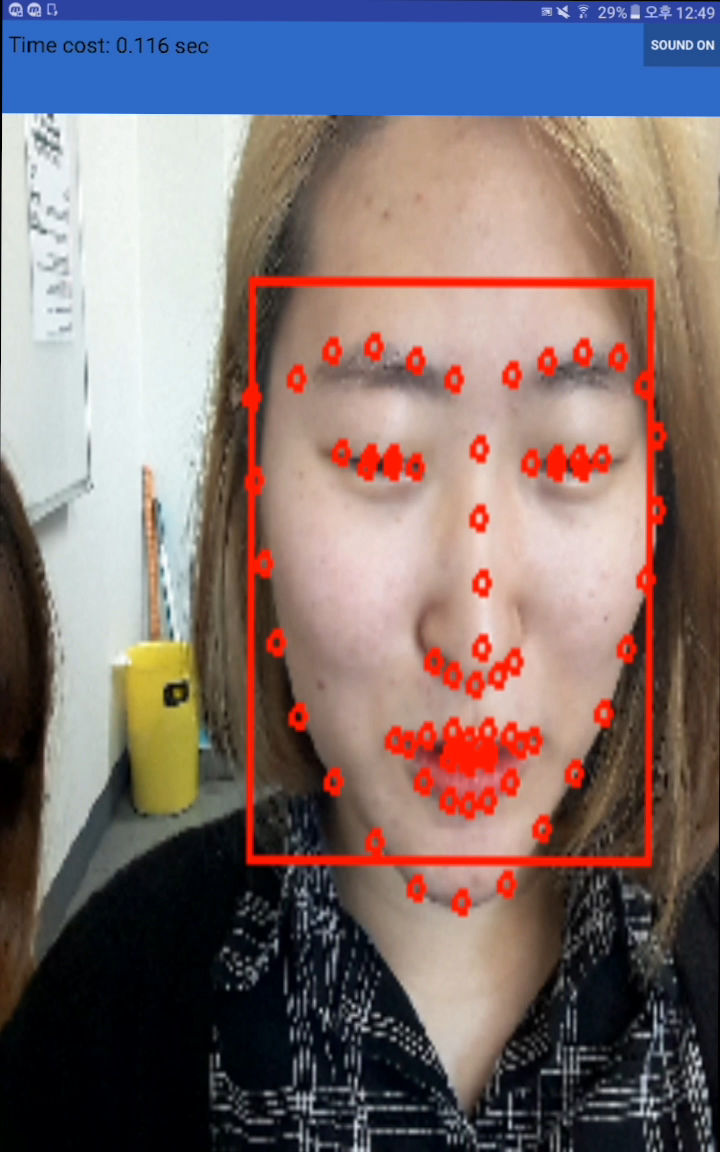 29% 오후 12:49
Time cost: 0.116 sec
SOUND ON